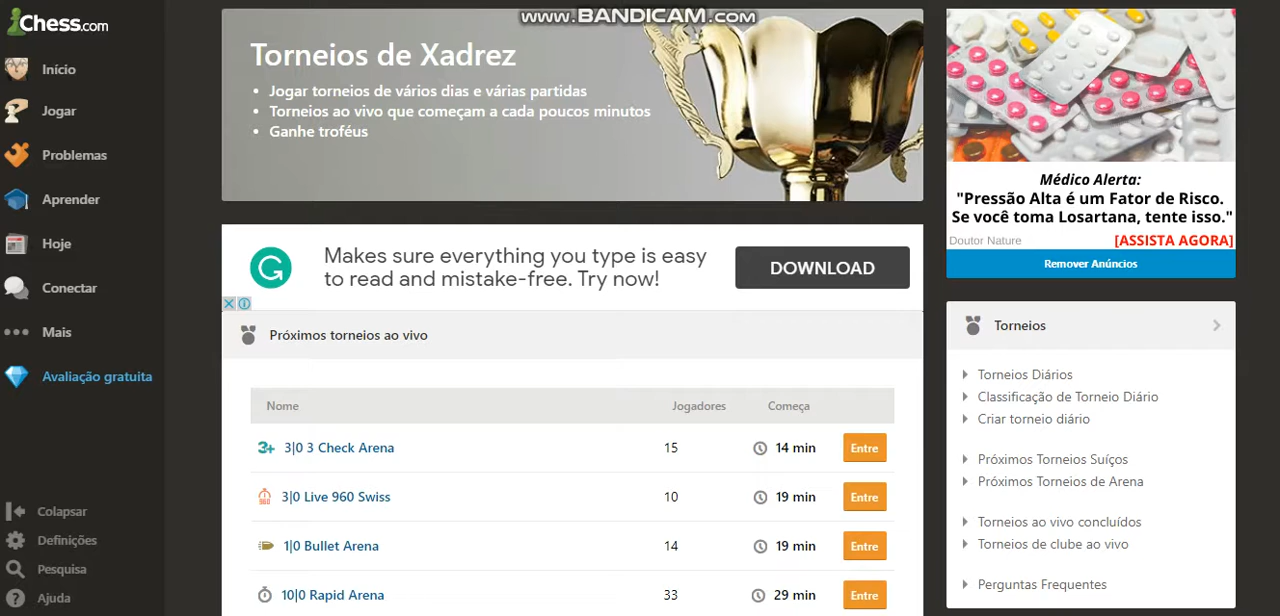 www.BANDICAM.com
Chess.com
Início
Jogar
Problemas
Aprender
Hoje
Conectar
Mais
Avaliação gratuita
Colapsar
Definições
Pesquisa
Ajuda
Torneios de Xadrez
Jogar torneios de vários dias e várias partidas
Torneios ao vivo que começam a cada poucos minutos
Ganhe troféus
Makes sure everything you type is easy
to read and mistake-free. Try now!
DOWNLOAD
Próximos torneios ao vivo
Nome Jogadores Começa
3+ 3|0 3 Check Arena 15 14 min Entre
960 3|0 Live 960 Swiss 10 19 min Entre
1|0 Bullet Arena 14 19 min Entre
10|0 Rapid Arena 33 29 min Entre
Médico Alerta:
"Pressão Alta é um Fator de Risco.
Se você toma Losartana, tente isso."
Doutor Nature [ASSISTA AGORA]
Remover Anúncios
Torneios
Torneios Diários
Classificação de Torneio Diário
Criar torneio diário
Próximos Torneios Suíços
Próximos Torneios de Arena
Torneios ao vivo concluídos
Torneios de clube ao vivo
Perguntas Frequentes